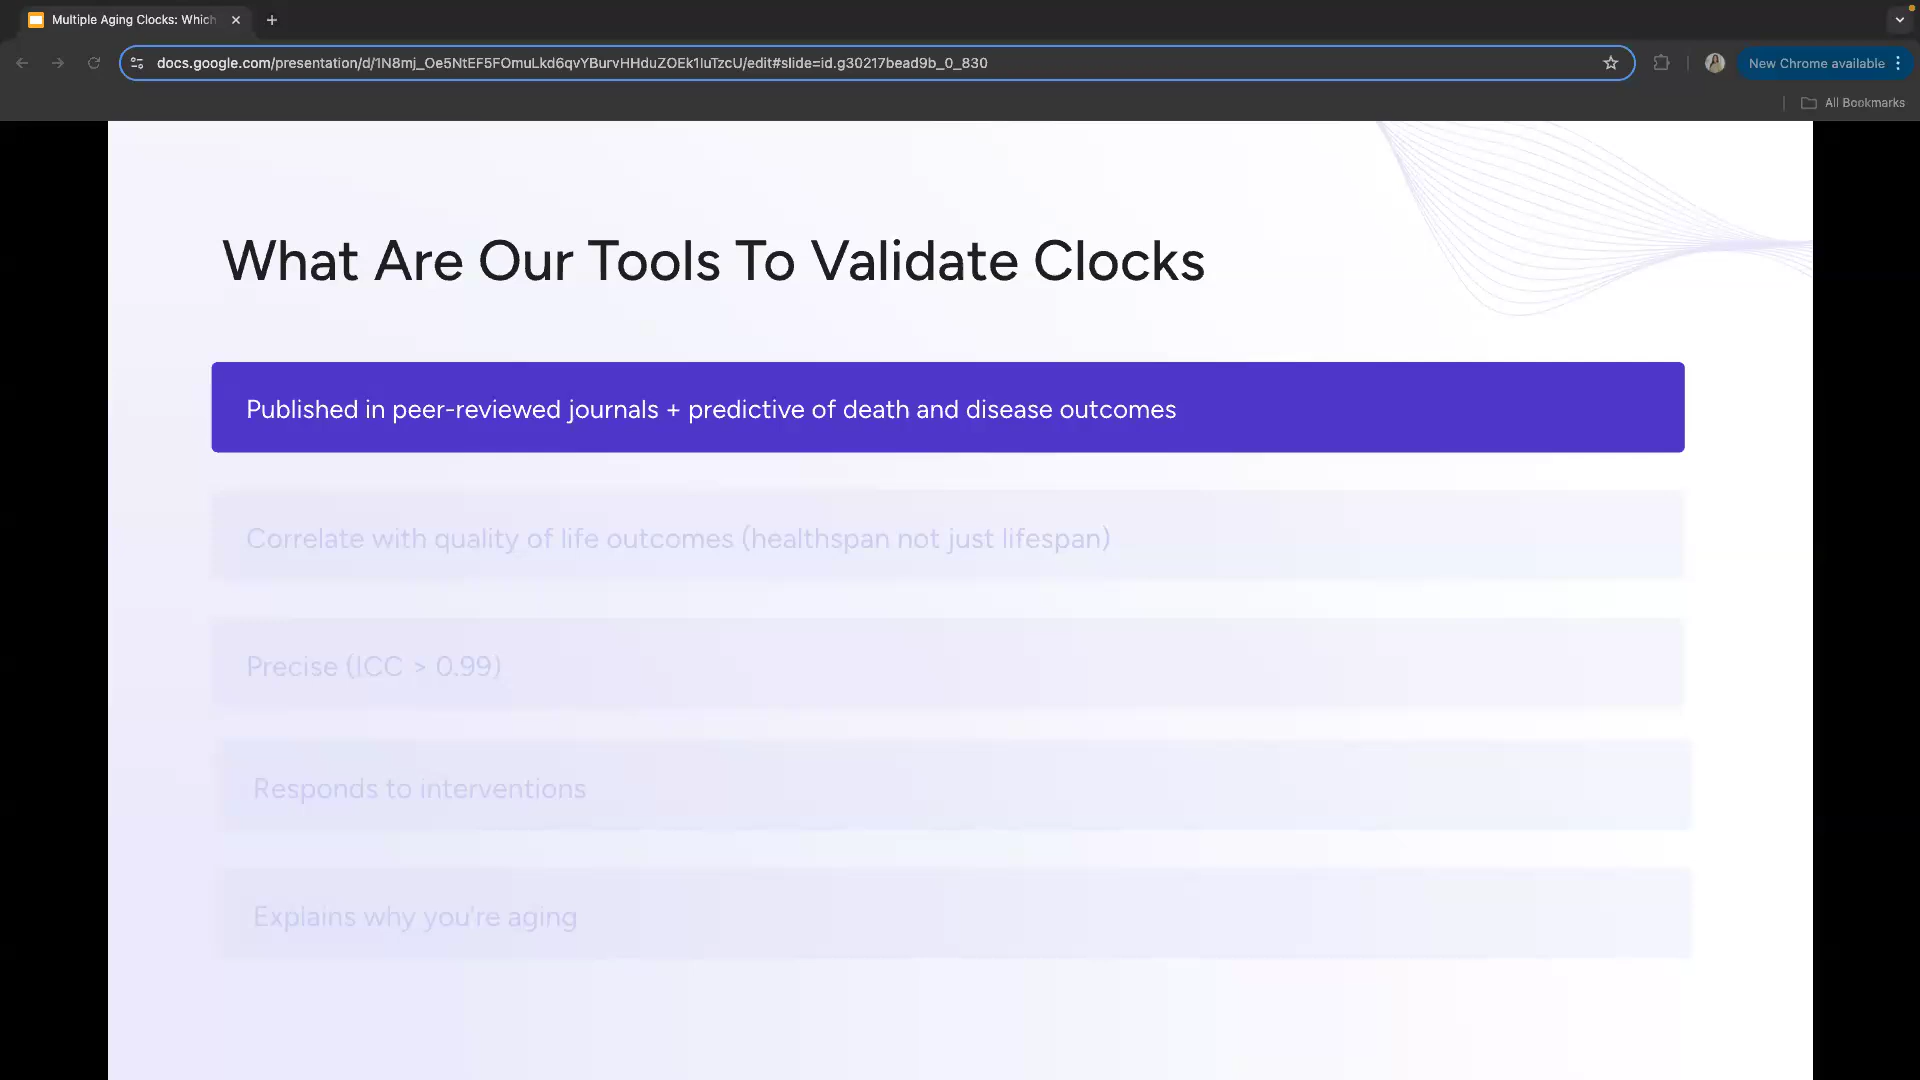 Multiple Aging Clocks: Which
docs.google.com/presentation/d/1N8mj_Oe5NtEF5FOmuLkd6qvYBurvHHduZOEk1IuTzcU/edit#slide=id.g30217bead9b_0_830
New Chrome available
All Bookmarks
What Are Our Tools To Validate Clocks
Published in peer-reviewed journals + predictive of death and disease outcomes
Correlate with quality of life outcomes (healthspan not just lifespan)
Precise (ICC > 0.99)
Responds to interventions
Explains why you're aging